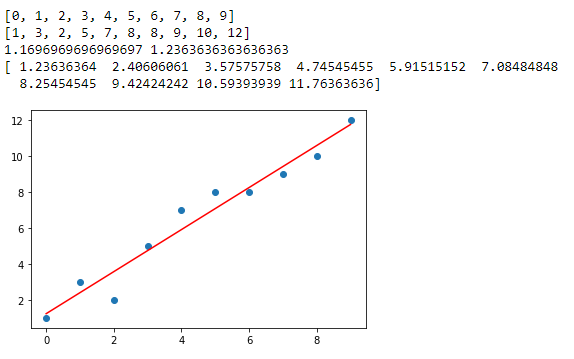 [0, 1, 2, 3, 4, 5, 6, 7, 8, 9]
[1, 3, 2, 5, 7, 8, 8, 9, 10, 12]
1.1696969696969697 1.2363636363636363
[ 1.23636364  2.40606061  3.57575758  4.74545455  5.91515152  7.08484848
  8.25454545  9.42424242 10.59393939 11.76363636]
12
10
8
6
4
2
0 2 4 6 8